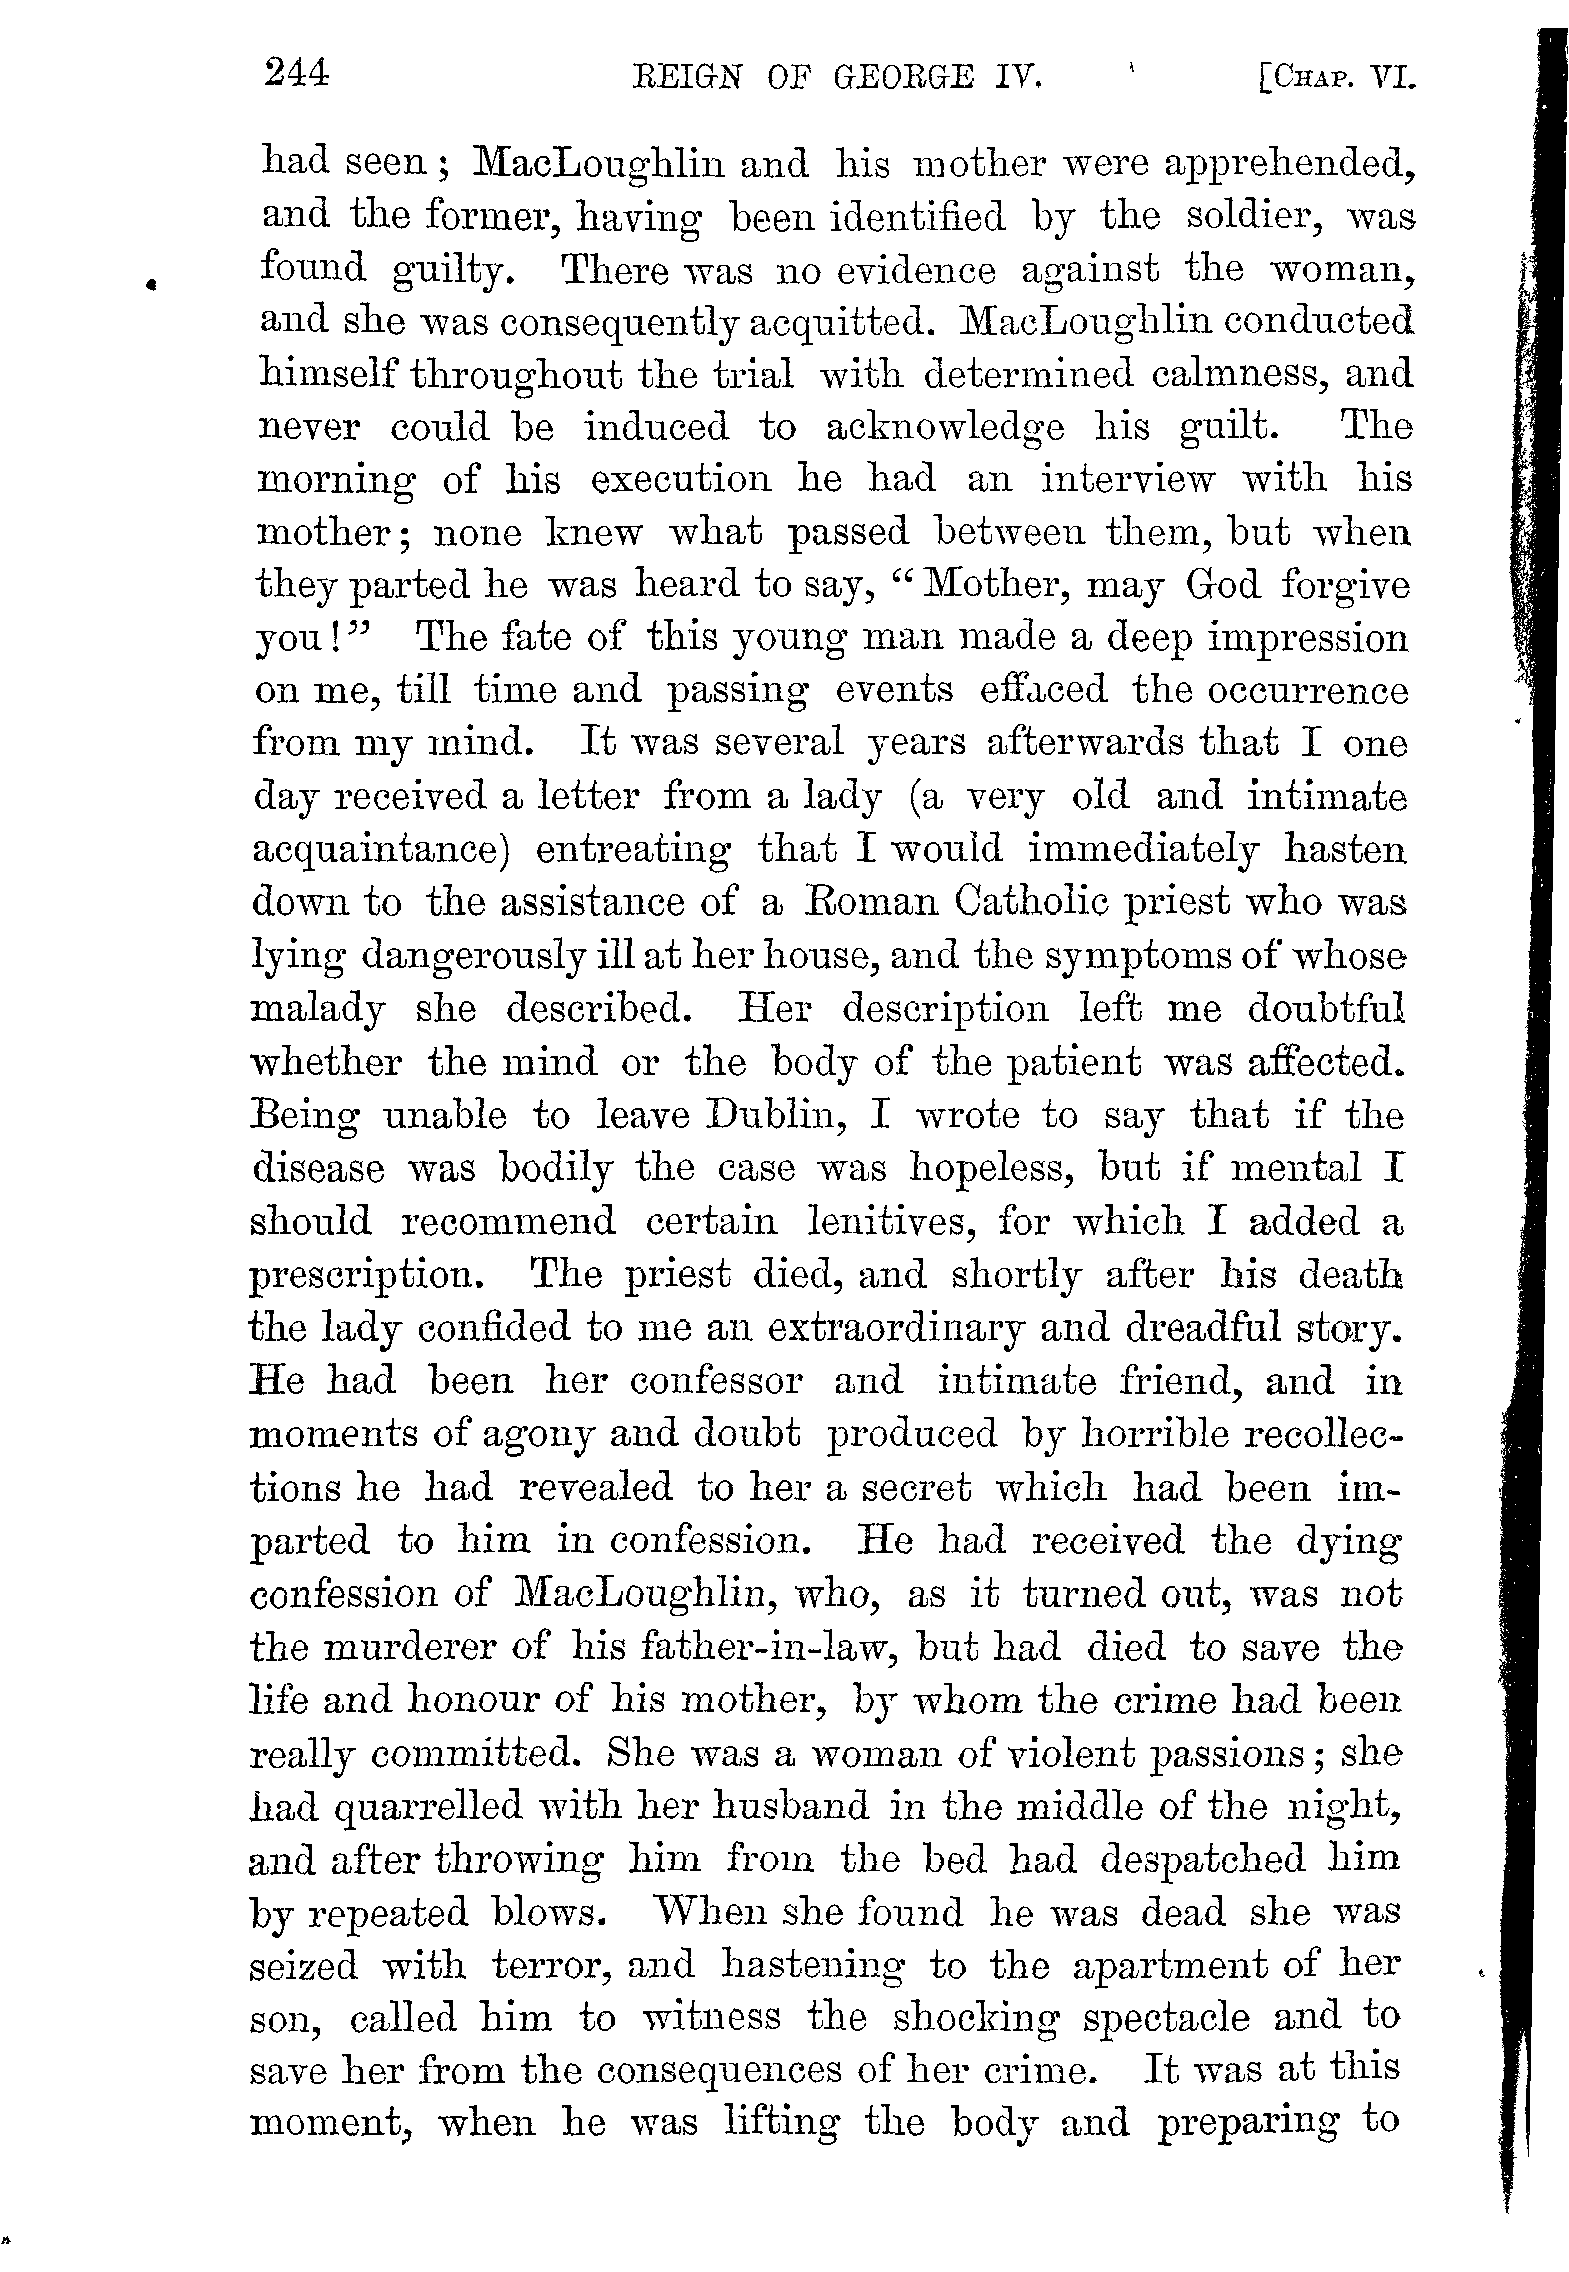 244 REIGN OF GEORGE IV. [CHAP. VI.
had seen; MacLoughlin and his mother were apprehended,
and the former, having been identified by the soldier, was
found guilty. There was no evidence against the woman,
and she was consequently acquitted. MacLoughlin conducted
himself throughout the trial with determined calmness, and
never could be induced to acknowledge his guilt. The
morning of his execution he had an interview with his
mother; none knew what passed between them, but when
they parted he was heard to say, “Mother, may God forgive
you!” The fate of this young man made a deep impression
on me, till time and passing events effaced the occurrence
from my mind. It was several years afterwards that I one
day received a letter from a lady (a very old and intimate
acquaintance) entreating that I would immediately hasten
down to the assistance of a Roman Catholic priest who was
lying dangerously ill at her house, and the symptoms of whose
malady she described. Her description left me doubtful
whether the mind or the body of the patient was affected.
Being unable to leave Dublin, I wrote to say that if the
disease was bodily the case was hopeless, but if mental I
should recommend certain lenitives, for which I added a
prescription. The priest died, and shortly after his death
the lady confided to me an extraordinary and dreadful story.
He had been her confessor and intimate friend, and in
moments of agony and doubt produced by horrible recollec-
tions he had revealed to her a secret which had been im-
parted to him in confession. He had received the dying
confession of MacLoughlin, who, as it turned out, was not
the murderer of his father-in-law, but had died to save the
life and honour of his mother, by whom the crime had been
really committed. She was a woman of violent passions; she
had quarrelled with her husband in the middle of the night,
and after throwing him from the bed had despatched him
by repeated blows. When she found he was dead she was
seized with terror, and hastening to the apartment of her
son, called him to witness the shocking spectacle and to
save her from the consequences of her crime. It was at this
moment, when he was lifting the body and preparing to